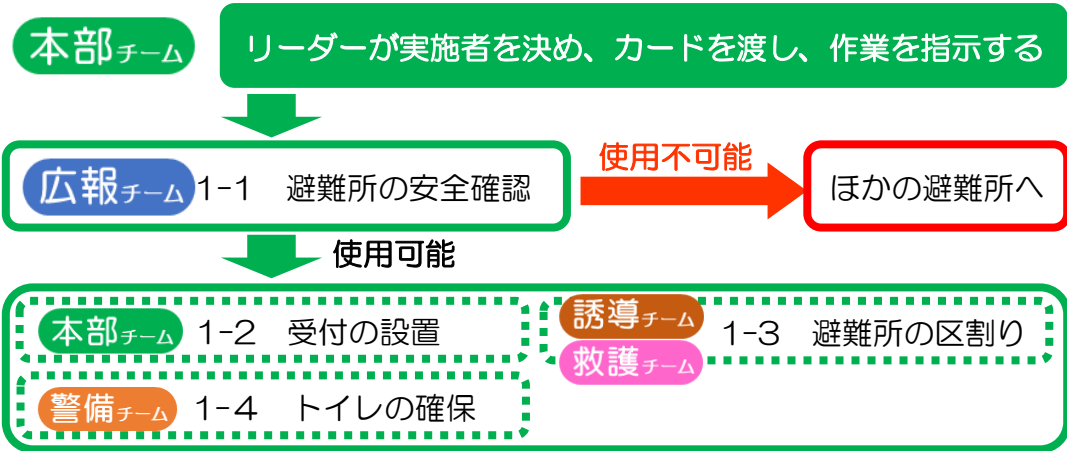 本部チーム リーダーが実施者を決め、カードを渡し、作業を指示する
広報チーム 1-1 避難所の安全確認
使用不可能
ほかの避難所へ
使用可能
本部チーム 1-2 受付の設置
誘導チーム
救護チーム
1-3 避難所の区割り
警備チーム 1-4 トイレの確保